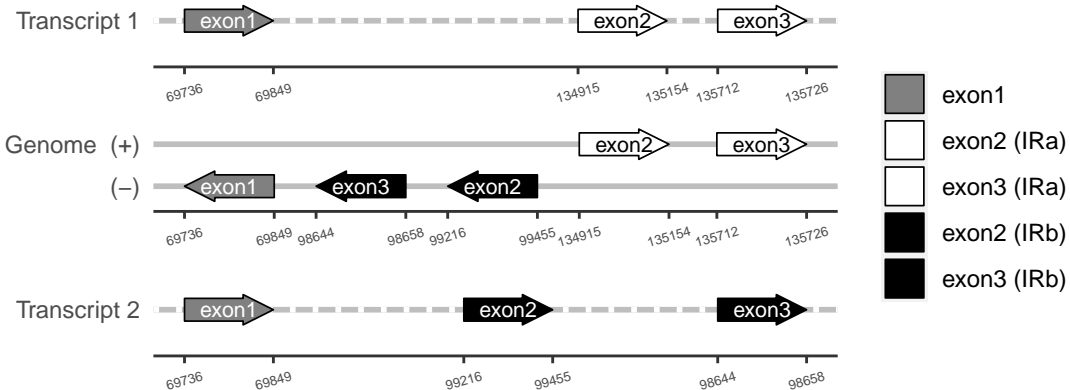 Transcript 1 exon1 exon2 exon3
69736 69849 134915 135154 135712 135726
Genome (+) exon2 exon3
(–) exon1 exon3 exon2
69736 69849 98644 98658 99216 99455 134915 135154 135712 135726
Transcript 2 exon1 exon2 exon3
69736 69849 99216 99455 98644 98658
exon1
exon2 (IRa)
exon3 (IRa)
exon2 (IRb)
exon3 (IRb)